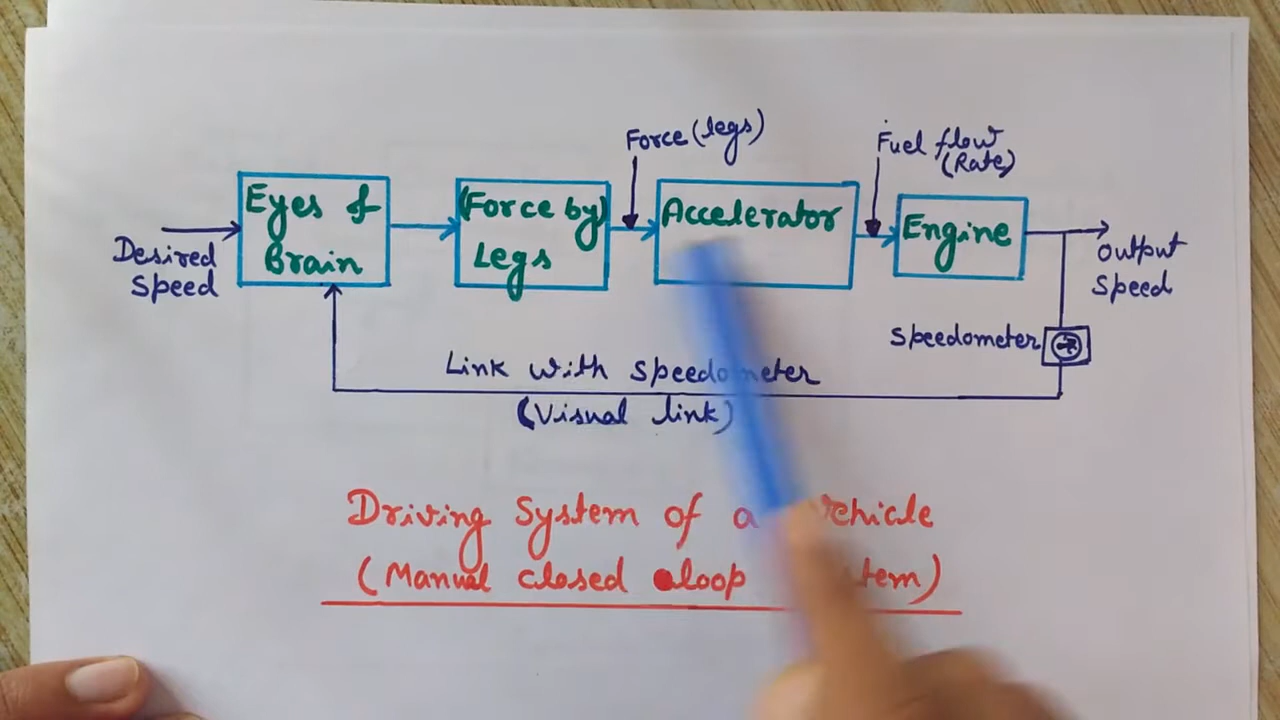 Force (legs)
Fuel flow
(Rate)
Desired
Speed
Eyes &
Brain
(Force by)
Legs
Accelerator
Engine
Output
Speed
Speedometer
Link with speedometer
(Visual link)
Driving System of a
(Manual closed loop